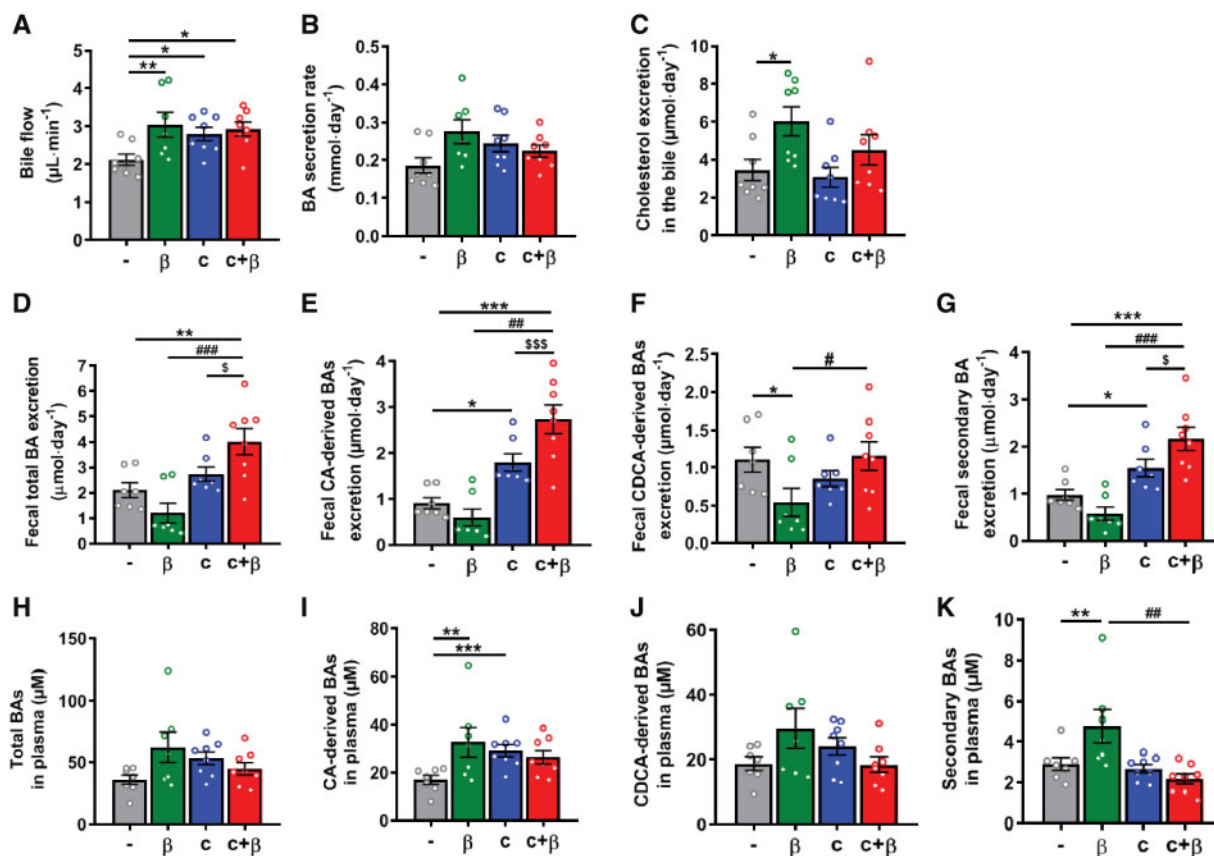 A
Bile flow
(µL·min⁻¹)
5
4
3
2
1
0
*
*
**
- β c c+β
B
BA secretion rate
(mmol·day⁻¹)
0.5
0.4
0.3
0.2
0.1
0.0
- β c c+β
C
Cholesterol excretion
in the bile (µmol·day⁻¹)
10
8
6
4
2
0
*
- β c c+β
D
Fecal total BA excretion
(µmol·day⁻¹)
7
6
5
4
3
2
1
0
**
###
$
- β c c+β
E
Fecal CA-derived BAs
excretion (µmol·day⁻¹)
4
2
1
0
***
##
$$$
*
- β c c+β
F
Fecal CDCA-derived BAs
excretion (µmol·day⁻¹)
2.5
2.0
1.5
1.0
0.5
0.0
#
*
- β c c+β
G
Fecal secondary BA
excretion (µmol·day⁻¹)
4
3
2
1
0
***
###
$
*
- β c c+β
H
Total BAs
in plasma (µM)
150
100
50
0
- β c c+β
I
CA-derived BAs
in plasma (µM)
80
60
40
20
0
**
***
- β c c+β
J
CDCA-derived BAs
in plasma (µM)
60
40
20
0
- β c c+β
K
Secondary BAs
in plasma (µM)
10
8
6
4
2
0
**
##
- β c c+β